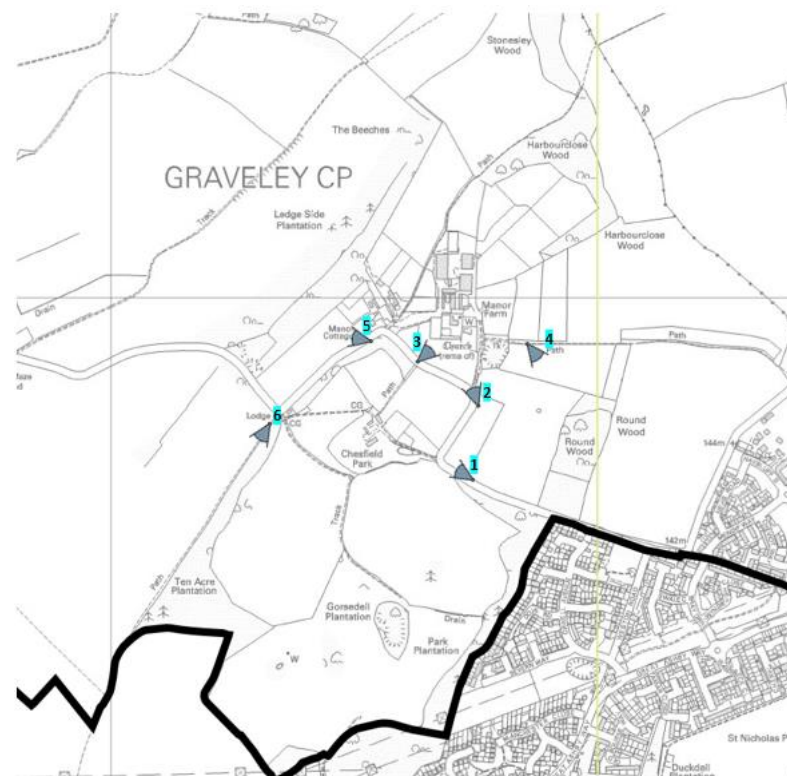 Stonesley
Wood
The Beeches
Path
Harbourclose
Wood
GRAVELEY CP
Track
Ledge Side
Plantation
Harbourclose
Wood
Drain
Manor
Farm
W
5
Manor
Cottage
3
4
Path
Path
Path
2
CG
Lodge
6
CG
Round
Wood
Round
Wood
Chesfield
Park
1
144m
Track
142m
Path
Ten Acre
Plantation
Gorsedell
Plantation
Drain
Park
Plantation
W
St Nicholas P
Duckdell
Plantation